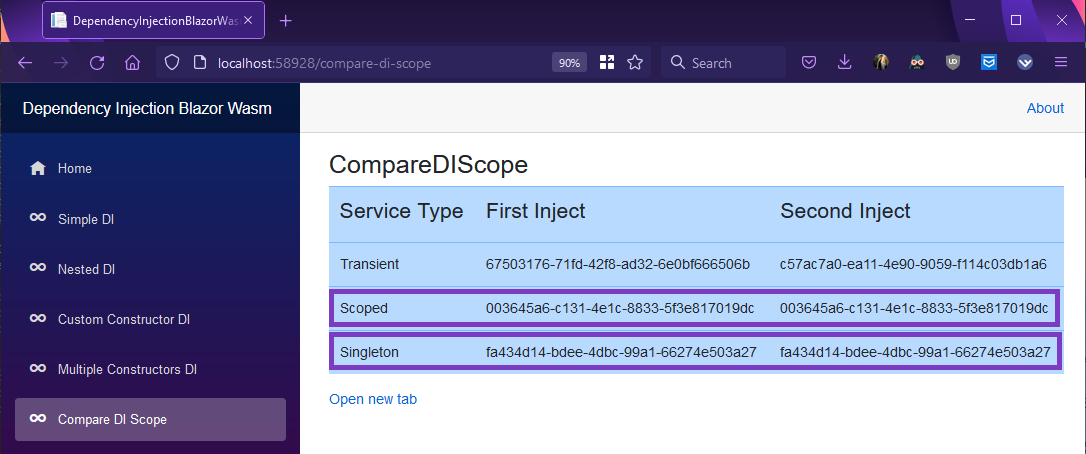 DependencyInjectionBlazorWas
localhost:58928/compare-di-scope 90% Search
Dependency Injection Blazor Wasm
About
Home
Simple DI
Nested DI
Custom Constructor DI
Multiple Constructors DI
Compare DI Scope
CompareDIScope
Service Type First Inject Second Inject
Transient 67503176-71fd-42f8-ad32-6e0bf666506b c57ac7a0-ea11-4e90-9059-f114c03db1a6
Scoped 003645a6-c131-4e1c-8833-5f3e817019dc 003645a6-c131-4e1c-8833-5f3e817019dc
Singleton fa434d14-bdee-4dbc-99a1-66274e503a27 fa434d14-bdee-4dbc-99a1-66274e503a27
Open new tab